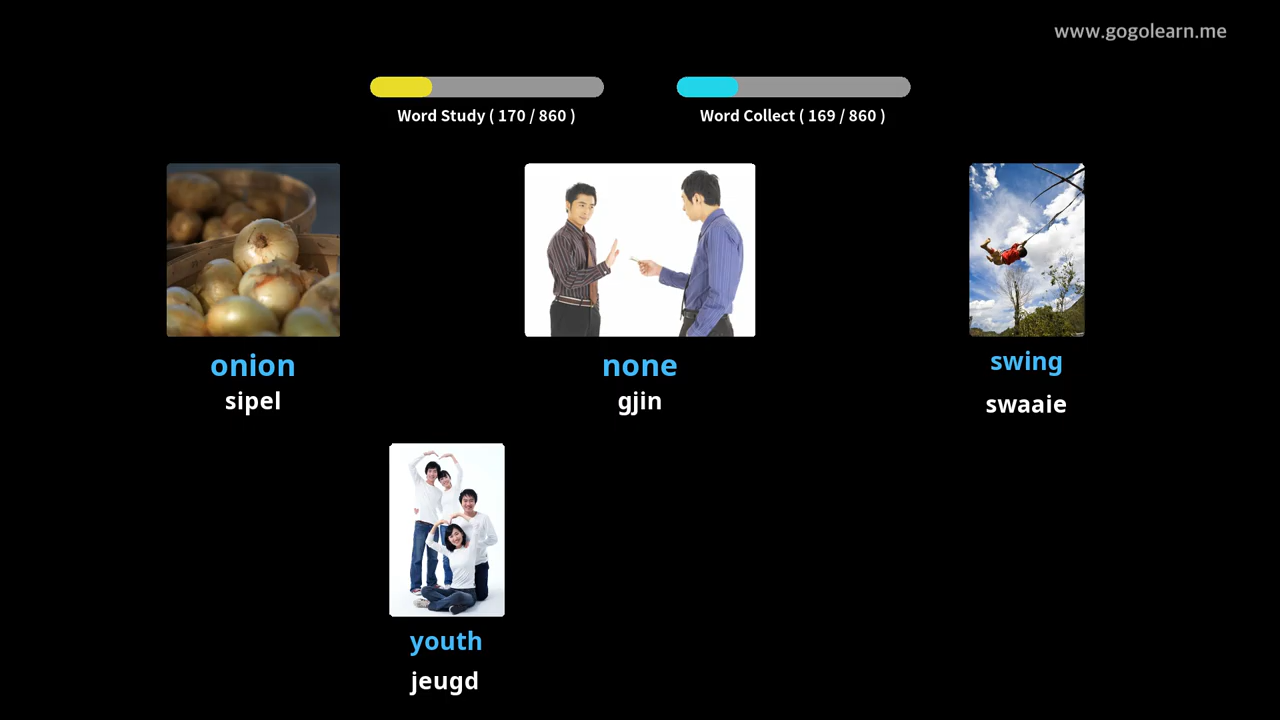 www.gogolearn.me
Word Study ( 170 / 860 )
Word Collect ( 169 / 860 )
onion
sipel
none
gjin
swing
swaaie
youth
jeugd